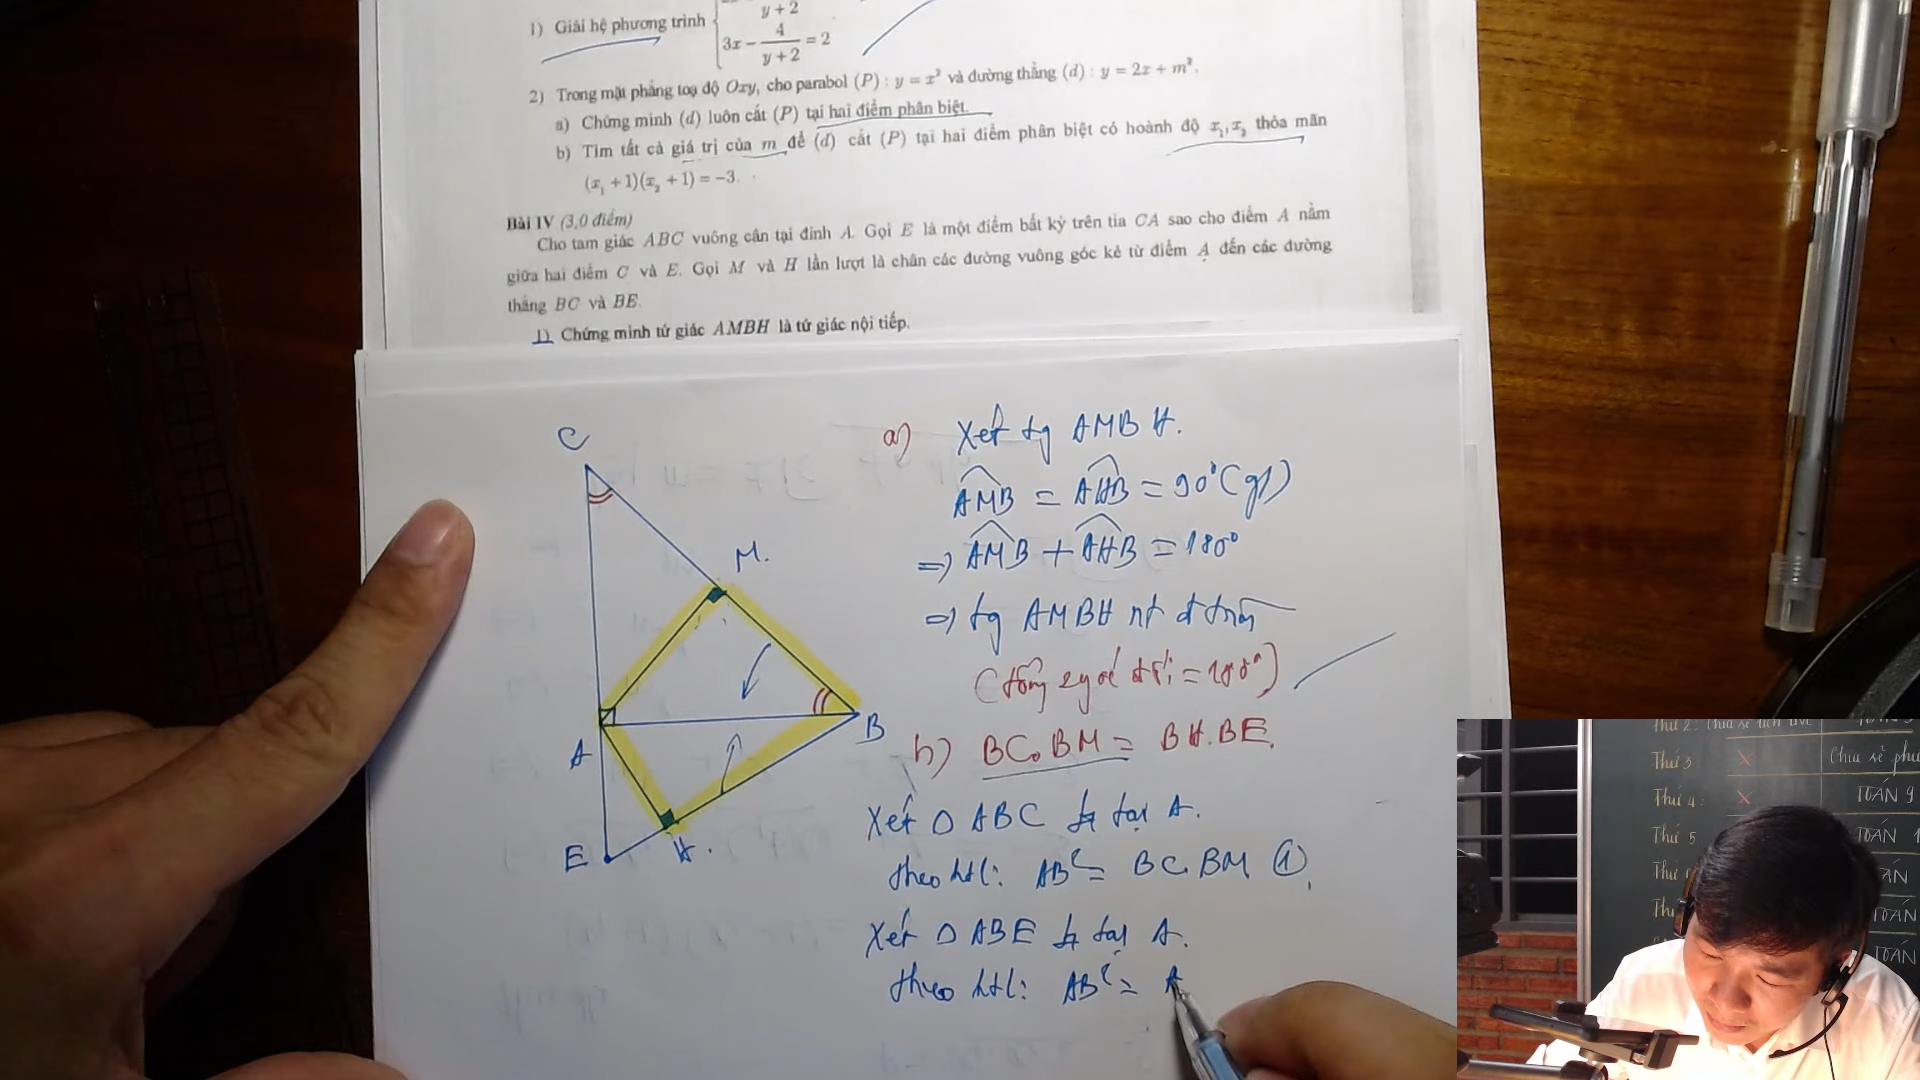 y + 2
1) Giải hệ phương trình
3x − 4/(y + 2) = 2
2) Trong mặt phẳng toạ độ Oxy, cho parabol (P) : y = x² và đường thẳng (d) : y = 2x + m².
a) Chứng minh (d) luôn cắt (P) tại hai điểm phân biệt.
b) Tìm tất cả giá trị của m để (d) cắt (P) tại hai điểm phân biệt có hoành độ x₁, x₂ thỏa mãn
(x₁ + 1)(x₂ + 1) = −3.
Bài IV (3,0 điểm)
Cho tam giác ABC vuông cân tại đỉnh A. Gọi E là một điểm bất kỳ trên tia CA sao cho điểm A nằm
giữa hai điểm C và E. Gọi M và H lần lượt là chân các đường vuông góc kẻ từ điểm A đến các đường
thẳng BC và BE.
1) Chứng minh tứ giác AMBH là tứ giác nội tiếp.
C
M.
A
B
E
H.
a) Xét tg AMBH.
AMB = AHB = 90° (gt)
=> AMB + AHB = 180°
=> tg AMBH nt đ tròn
(tổng 2 góc đối = 180°)
b) BC.BM = BH.BE.
Xét Δ ABC tại A.
theo htl: AB² = BC.BM ①
Xét Δ ABE tại A.
theo htl: AB² =
Thứ 3 X Chia sẻ
Thứ 4 : X TOÁN 9
Thứ 5 TOÁN
TOÁN
TOÁN